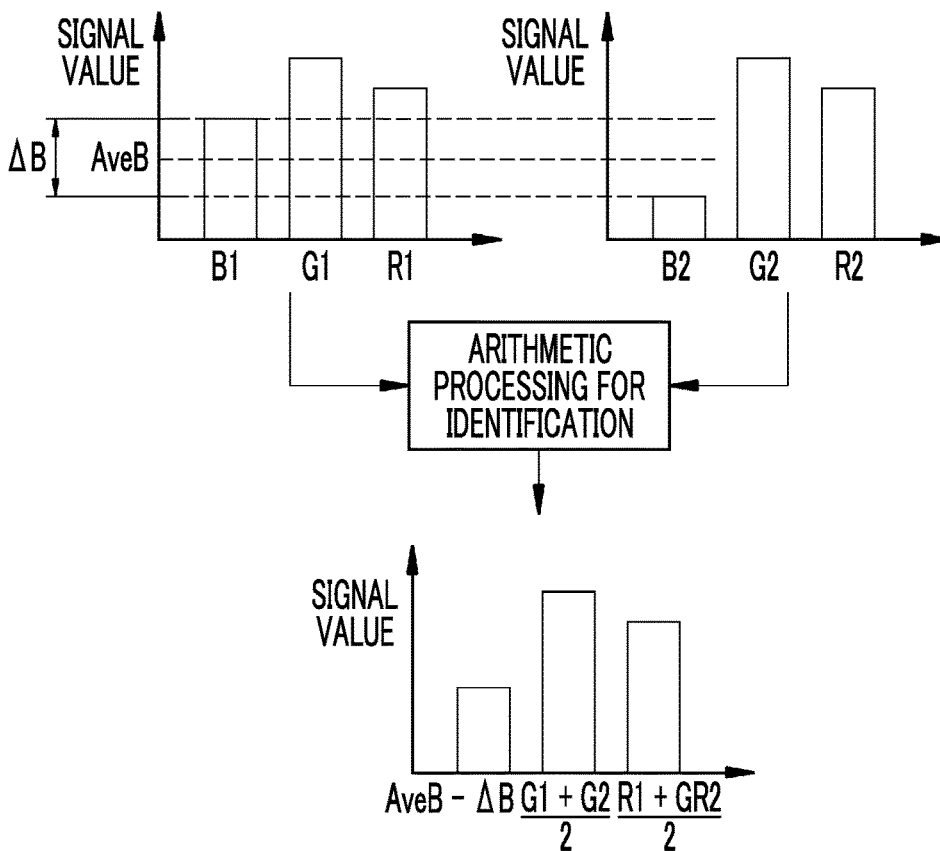 SIGNAL
VALUE
ΔB
AveB
B1 G1 R1
SIGNAL
VALUE
B2 G2 R2
ARITHMETIC
PROCESSING FOR
IDENTIFICATION
SIGNAL
VALUE
AveB - ΔB G1 + G2 R1 + GR2
2 2